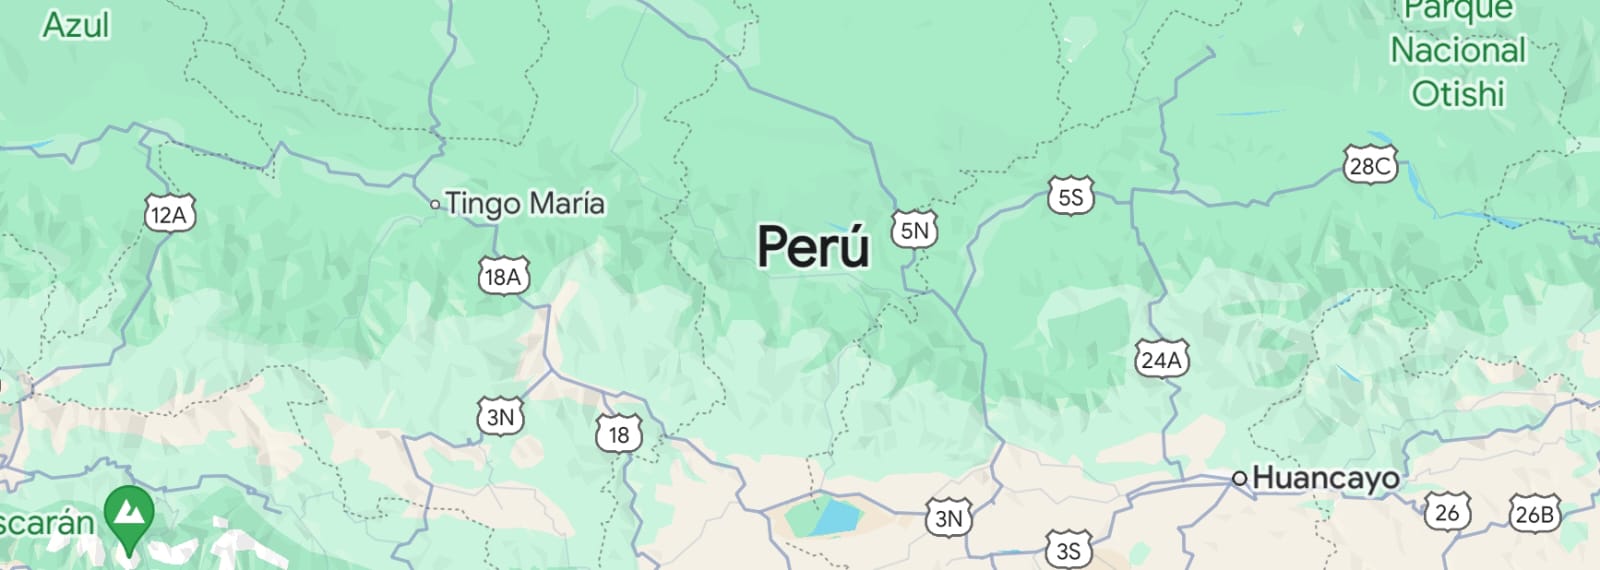 Azul
Parque
Nacional
Otishi
28C
5S
12A
Tingo María
5N
Perú
18A
24A
3N
18
Huancayo
scarán
3N
26
26B
3S